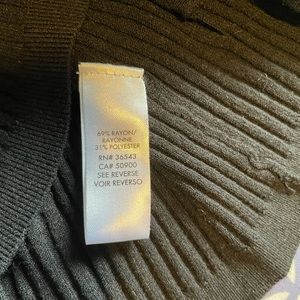 69% RAYON/
RAYONNE
31% POLYESTER
RN# 36543
CA# 50900
SEE REVERSE
VOIR REVERSO